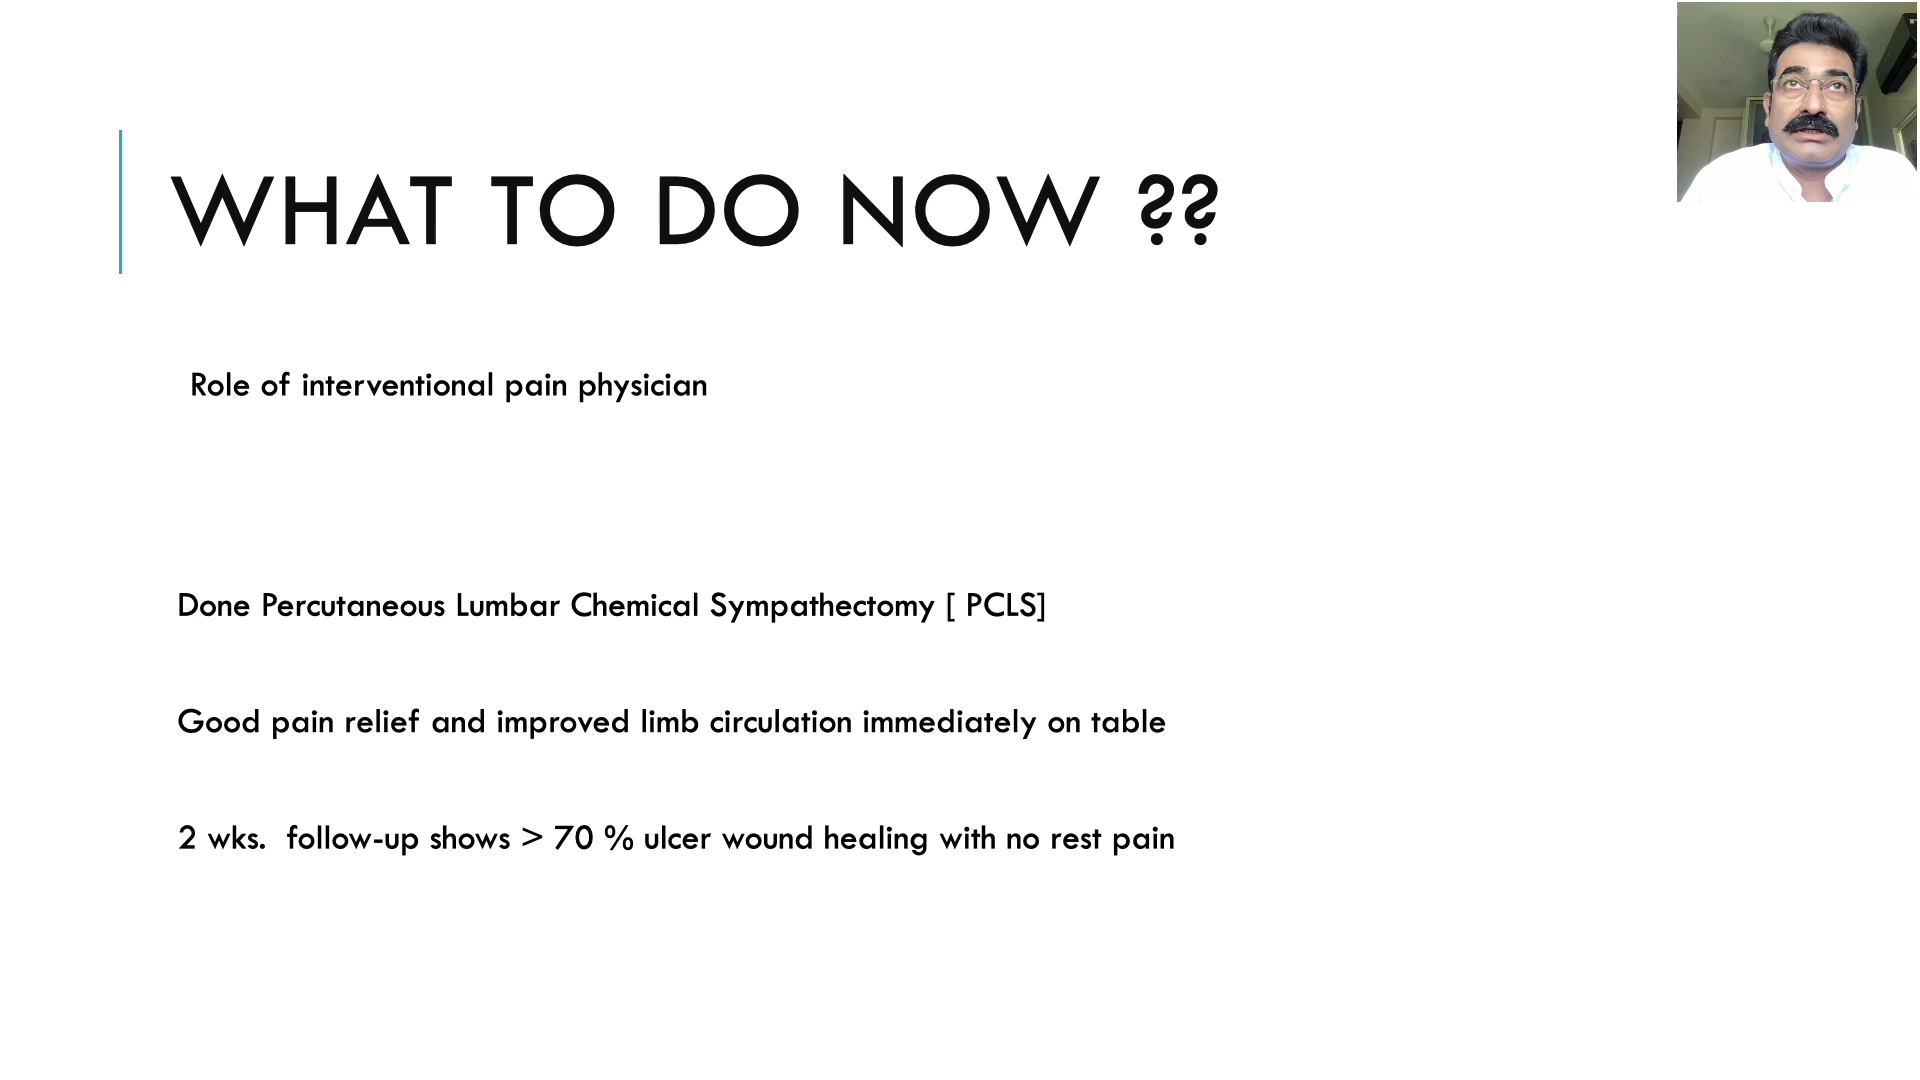 WHAT TO DO NOW ??
Role of interventional pain physician
Done Percutaneous Lumbar Chemical Sympathectomy [ PCLS]
Good pain relief and improved limb circulation immediately on table
2 wks.  follow-up shows > 70 % ulcer wound healing with no rest pain